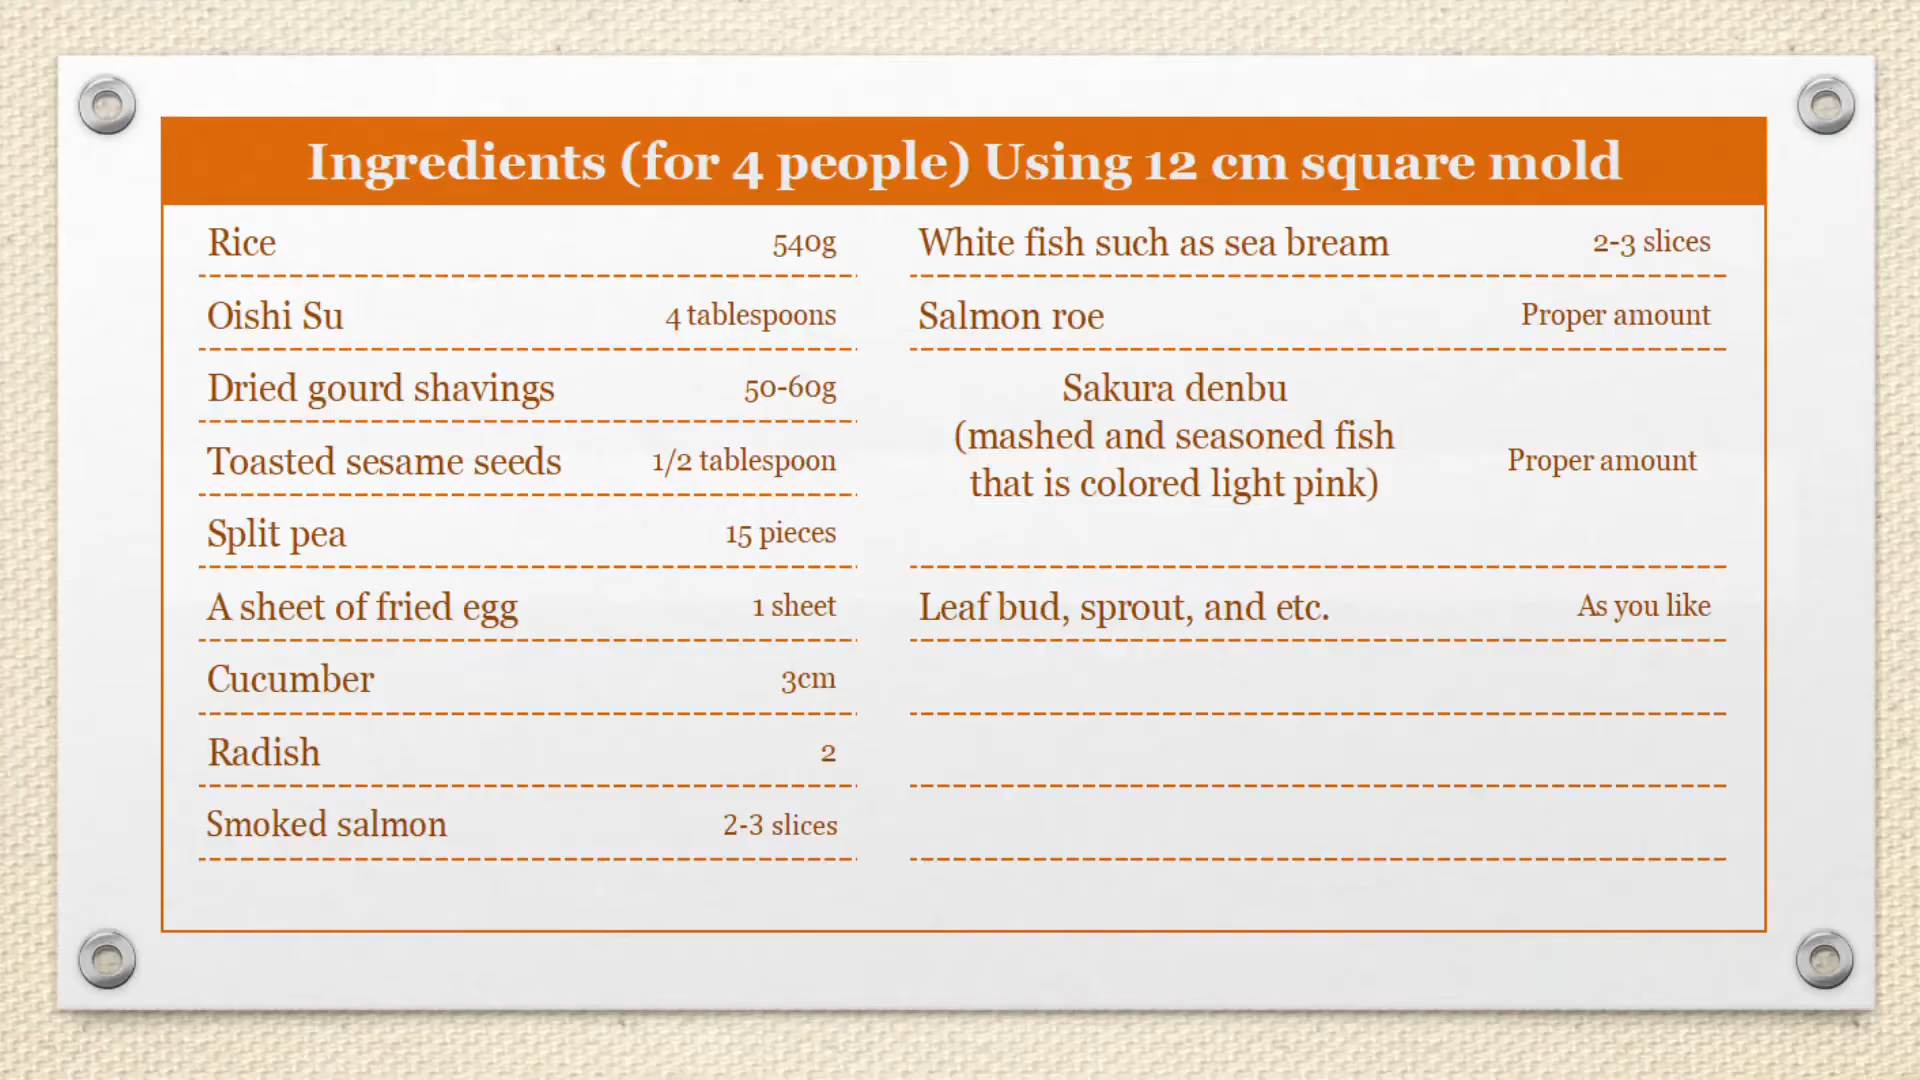 Ingredients (for 4 people) Using 12 cm square mold
Rice 540g
Oishi Su 4 tablespoons
Dried gourd shavings 50-60g
Toasted sesame seeds 1/2 tablespoon
Split pea 15 pieces
A sheet of fried egg 1 sheet
Cucumber 3cm
Radish 2
Smoked salmon 2-3 slices
White fish such as sea bream 2-3 slices
Salmon roe Proper amount
Sakura denbu
(mashed and seasoned fish
that is colored light pink) Proper amount
Leaf bud, sprout, and etc. As you like